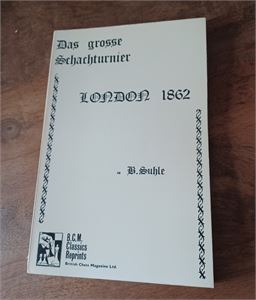 Das grosse
Schachturnier
LONDON 1862
B.Suhle
B.C.M.
Classics
Reprints
British Chess Magazine Ltd.